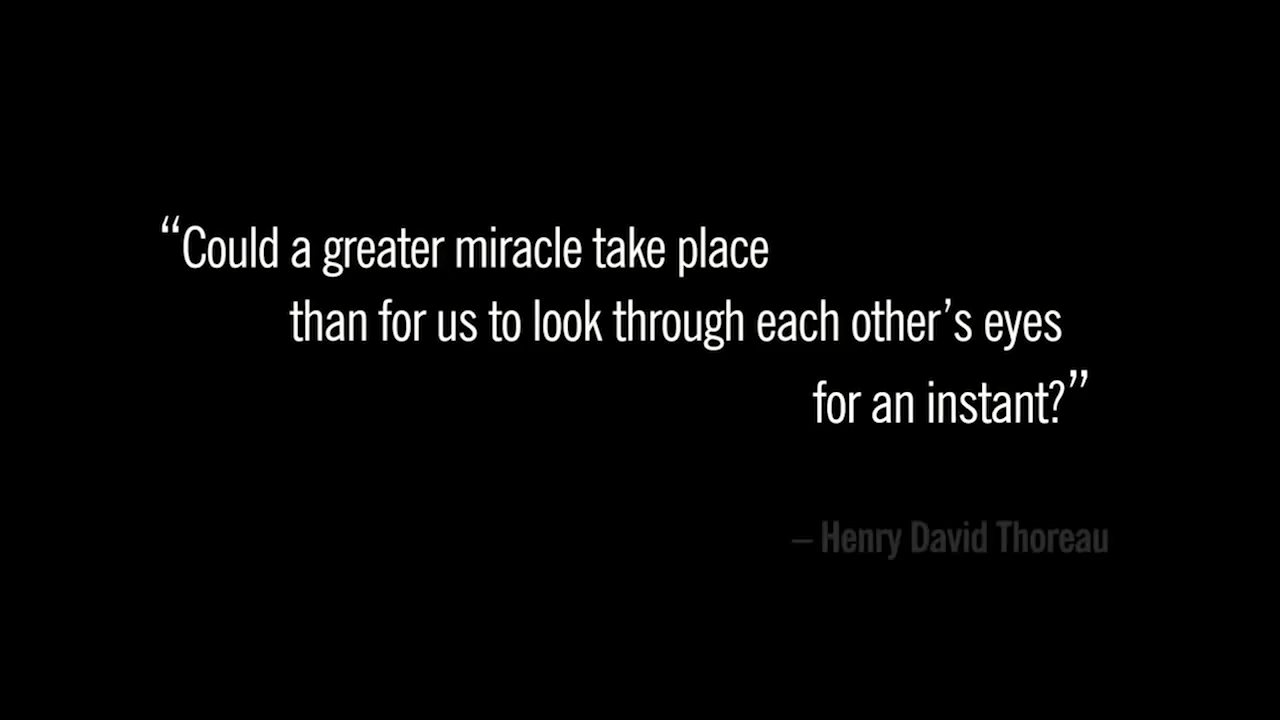 “Could a greater miracle take place
than for us to look through each other’s eyes
for an instant?”
– Henry David Thoreau